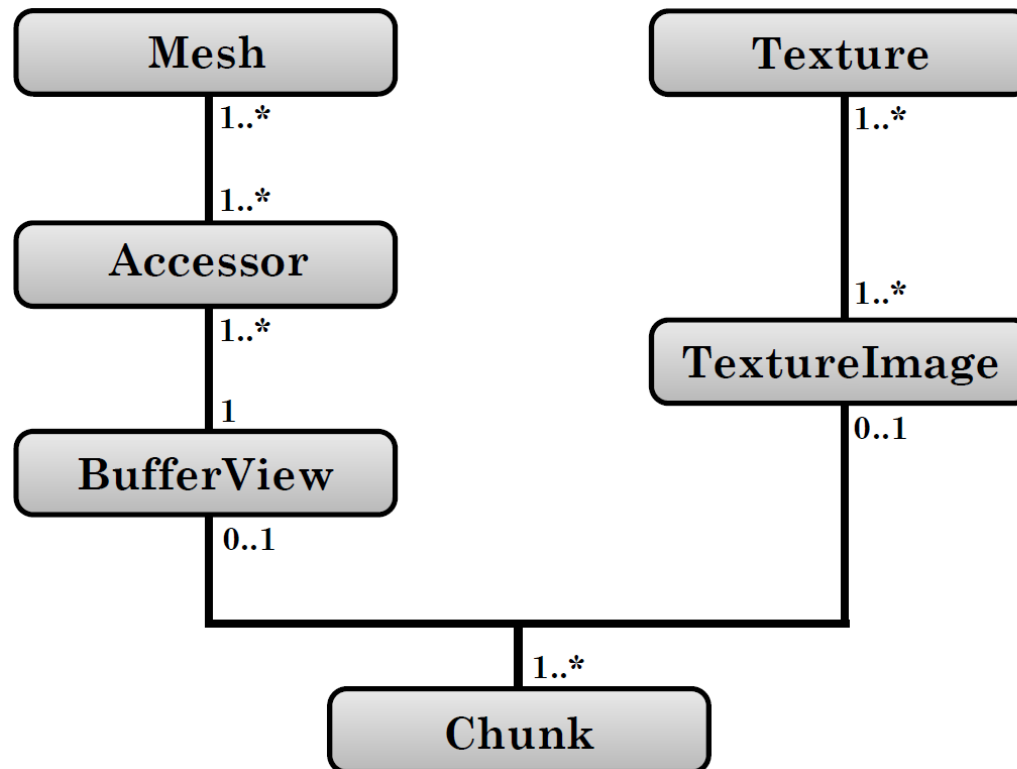 Mesh
Texture
1..*
1..*
1..*
Accessor
1..*
1..*
TextureImage
1
0..1
BufferView
0..1
1..*
Chunk